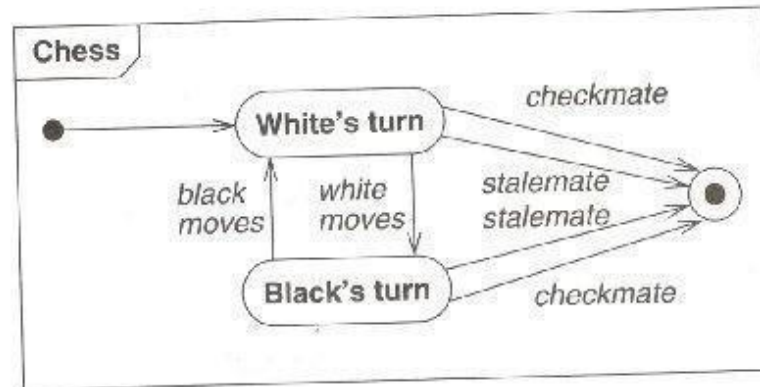 Chess
checkmate
White's turn
black
moves
white
moves
stalemate
stalemate
Black's turn
checkmate